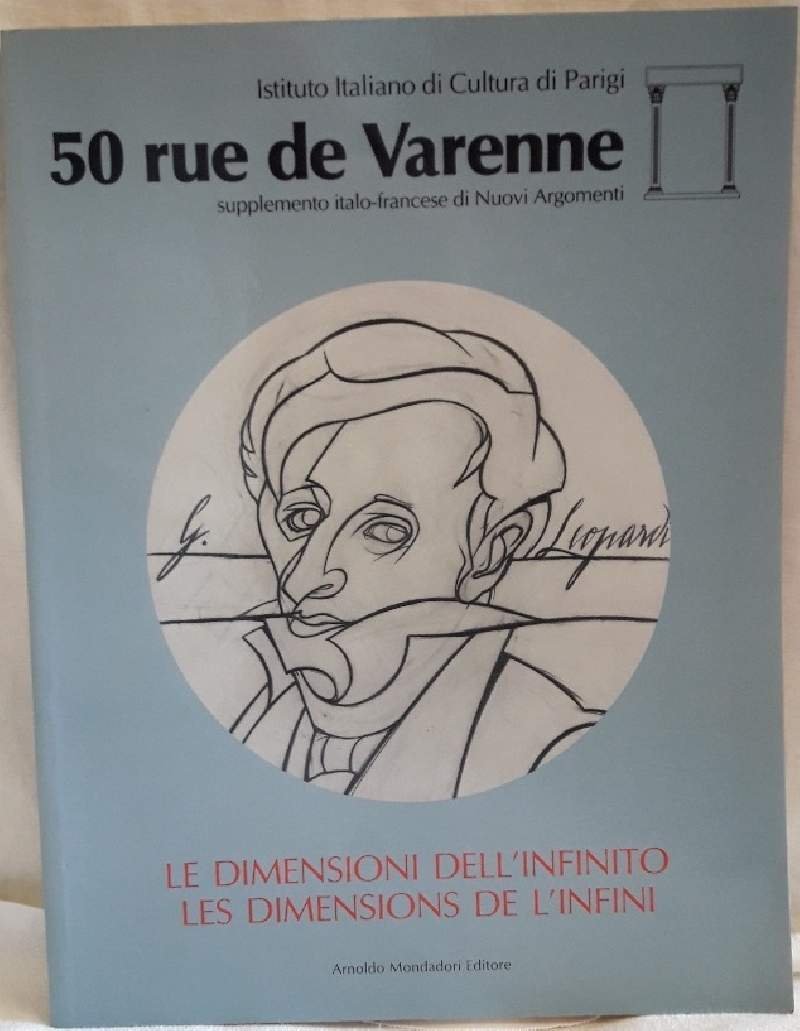 Istituto Italiano di Cultura di Parigi
50 rue de Varenne
supplemento italo-francese di Nuovi Argomenti
G. Leopardi
LE DIMENSIONI DELL'INFINITO
LES DIMENSIONS DE L'INFINI
Arnoldo Mondadori Editore